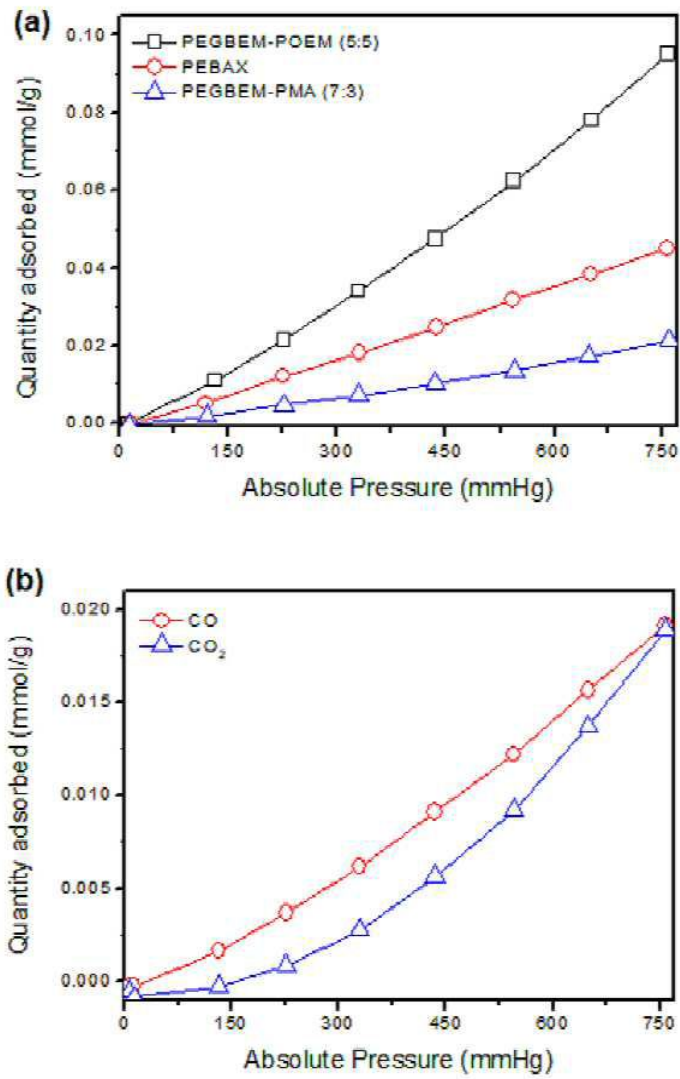 (a)
PEGBEM-POEM (5:5)
PEBAX
PEGBEM-PMA (7:3)
Quantity adsorbed (mmol/g)
0.10
0.08
0.06
0.04
0.02
0.00
0 150 300 450 600 750
Absolute Pressure (mmHg)
(b)
CO
CO₂
Quantity adsorbed (mmol/g)
0.020
0.015
0.010
0.005
0.000
0 150 300 450 600 750
Absolute Pressure (mmHg)